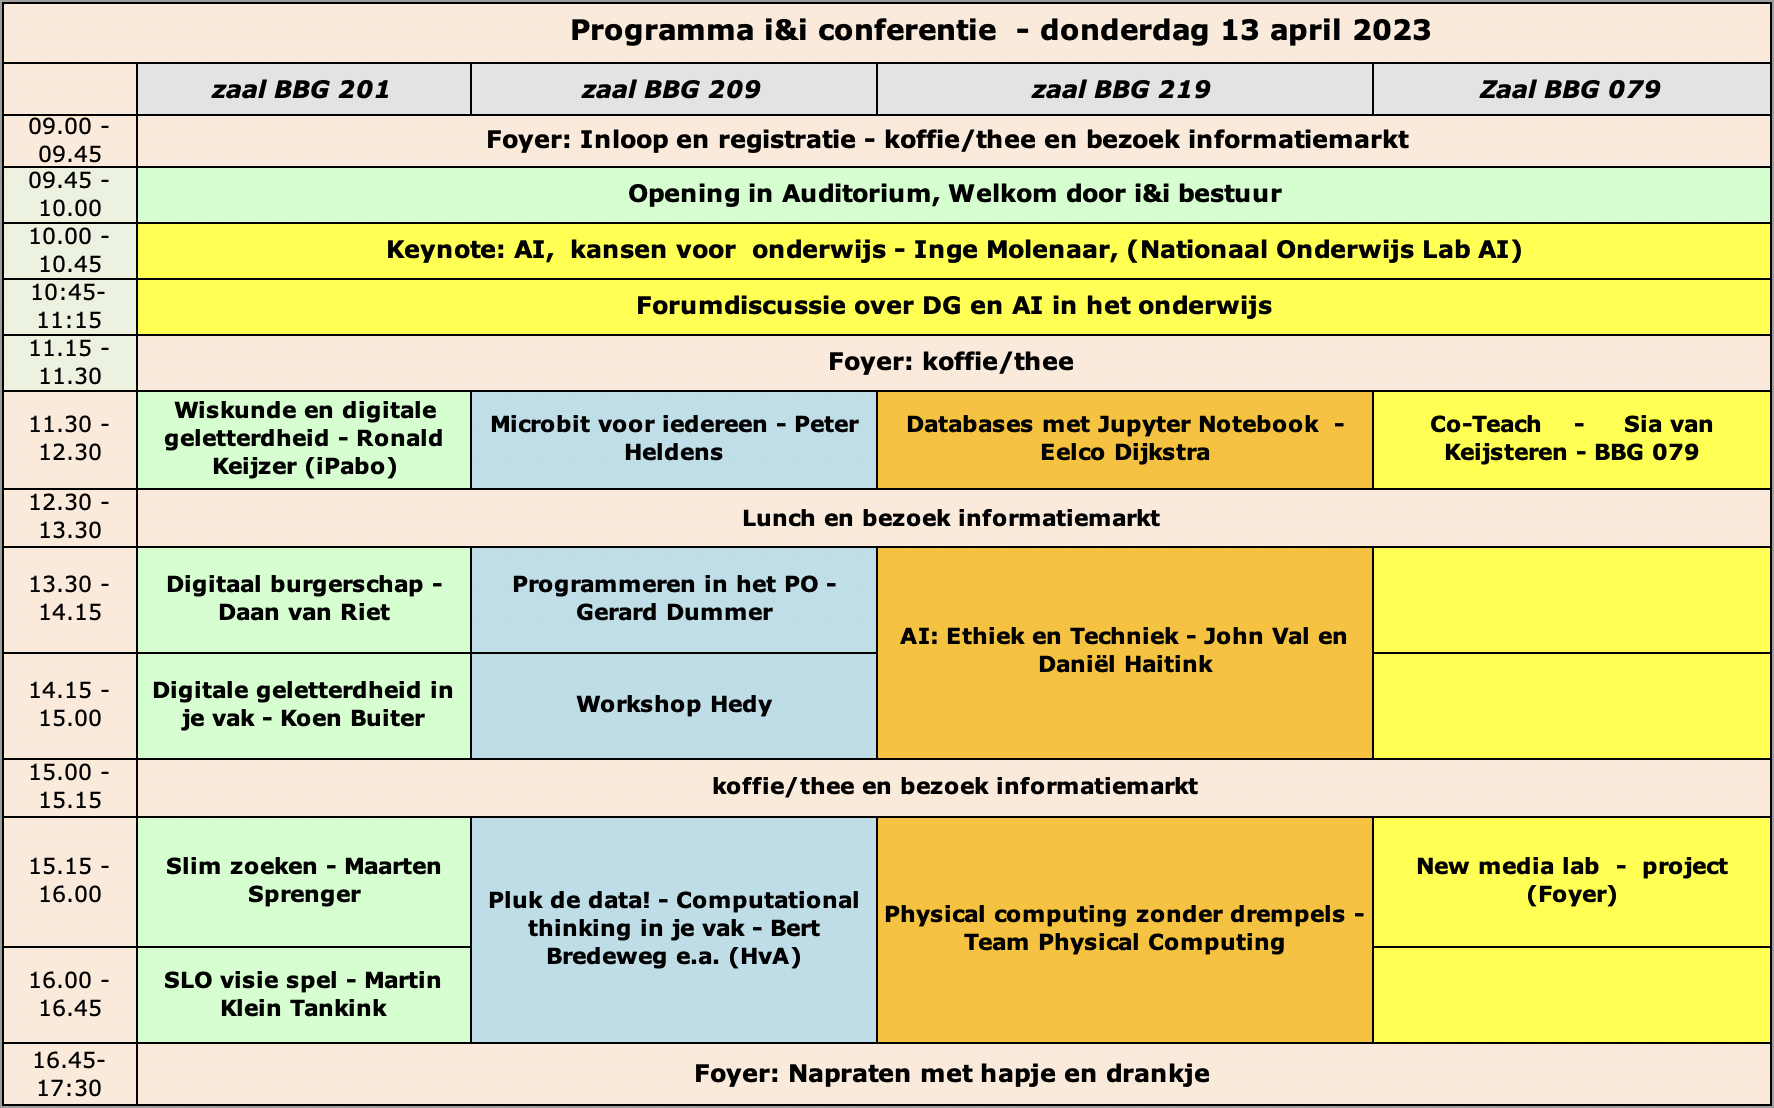 Programma i&i conferentie  - donderdag 13 april 2023
zaal BBG 201
zaal BBG 209
zaal BBG 219
Zaal BBG 079
09.00 -
09.45
Foyer: Inloop en registratie - koffie/thee en bezoek informatiemarkt
09.45 -
10.00
Opening in Auditorium, Welkom door i&i bestuur
10.00 -
10.45
Keynote: AI,  kansen voor  onderwijs - Inge Molenaar, (Nationaal Onderwijs Lab AI)
10:45-
11:15
Forumdiscussie over DG en AI in het onderwijs
11.15 -
11.30
Foyer: koffie/thee
11.30 -
12.30
Wiskunde en digitale
geletterdheid - Ronald
Keijzer (iPabo)
Microbit voor iedereen - Peter
Heldens
Databases met Jupyter Notebook  -
Eelco Dijkstra
Co-Teach    -    Sia van
Keijsteren - BBG 079
12.30 -
13.30
Lunch en bezoek informatiemarkt
13.30 -
14.15
Digitaal burgerschap -
Daan van Riet
Programmeren in het PO -
Gerard Dummer
AI: Ethiek en Techniek - John Val en
Daniël Haitink
14.15 -
15.00
Digitale geletterdheid in
je vak - Koen Buiter
Workshop Hedy
15.00 -
15.15
koffie/thee en bezoek informatiemarkt
15.15 -
16.00
Slim zoeken - Maarten
Sprenger
Pluk de data! - Computational
thinking in je vak - Bert
Bredeweg e.a. (HvA)
Physical computing zonder drempels -
Team Physical Computing
New media lab  -  project
(Foyer)
16.00 -
16.45
SLO visie spel - Martin
Klein Tankink
16.45-
17:30
Foyer: Napraten met hapje en drankje